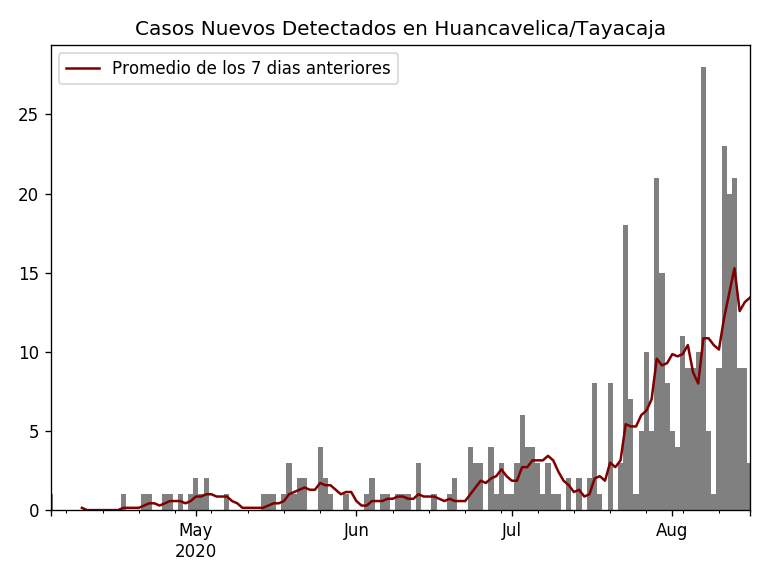 Casos Nuevos Detectados en Huancavelica/Tayacaja
Promedio de los 7 dias anteriores
25
20
15
10
5
0
May
2020
Jun
Jul
Aug